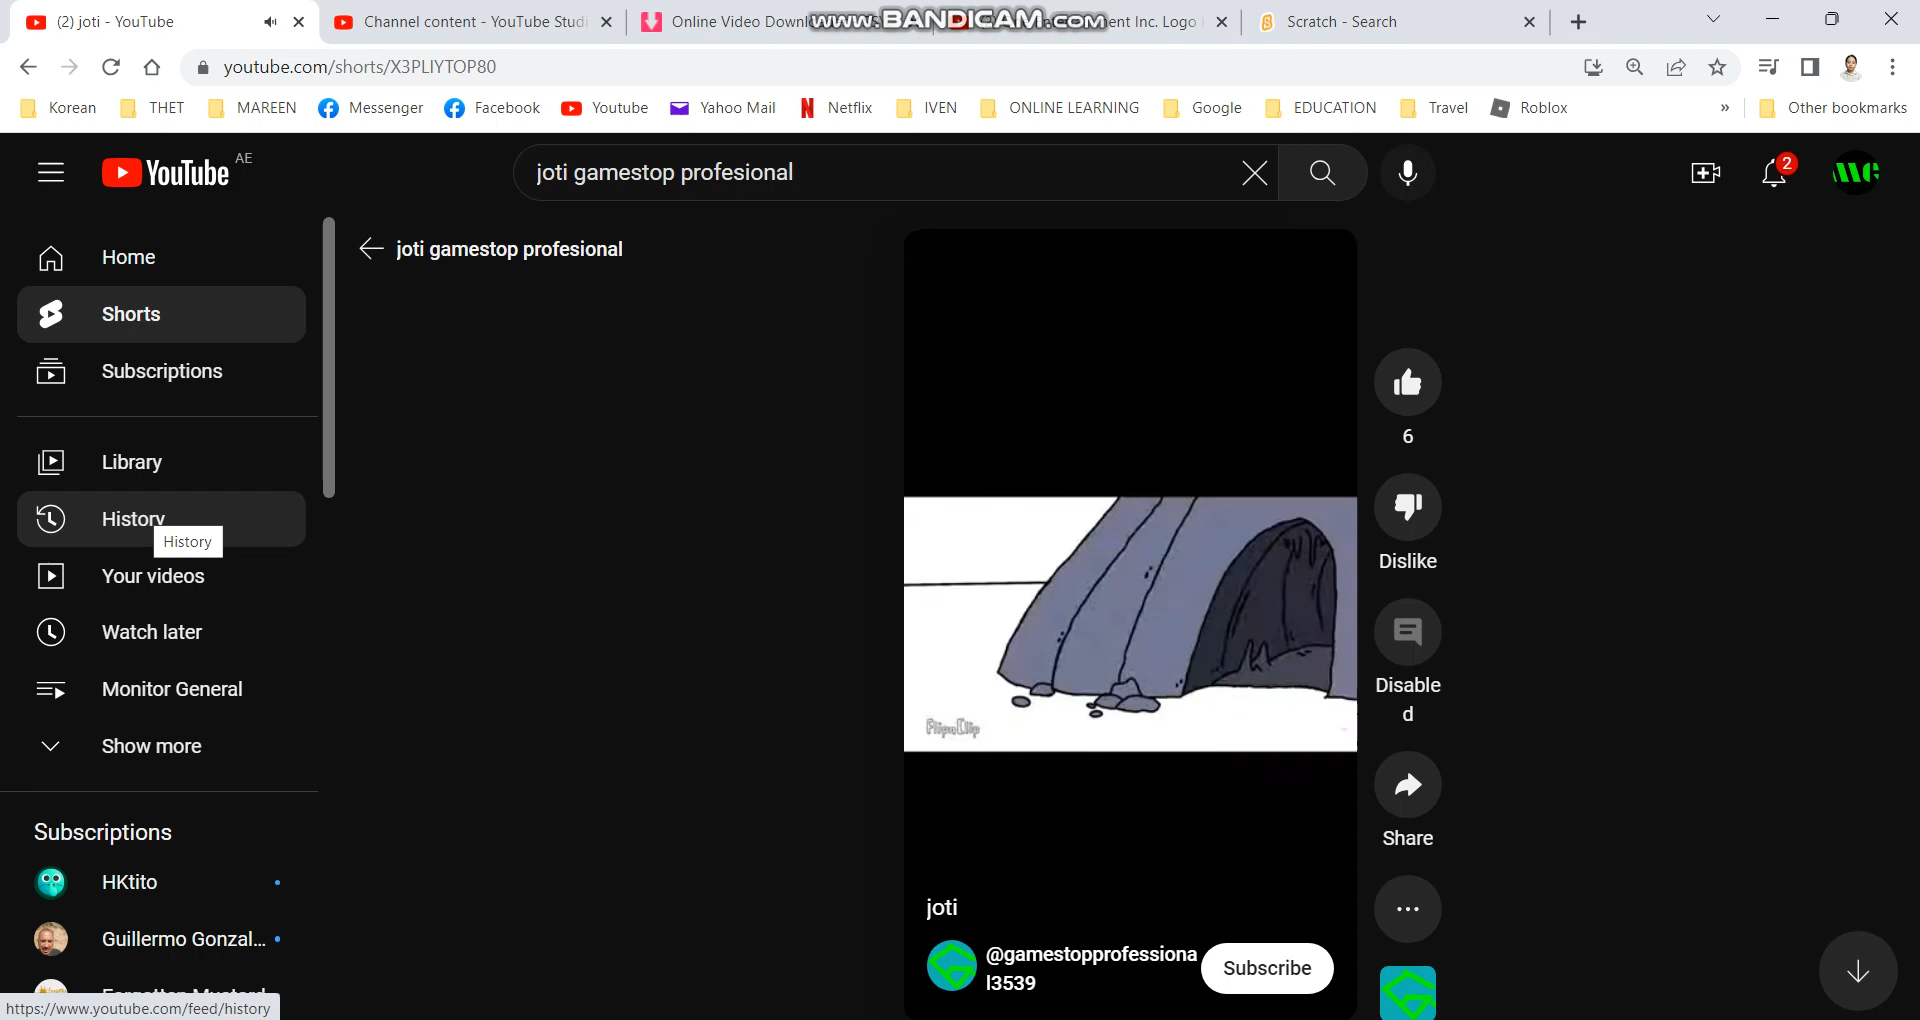 (2) joti - YouTube
Channel content - YouTube Studi
Online Video Downl
www.BANDICAM.com
ent Inc. Logo
Scratch - Search
youtube.com/shorts/X3PLIYTOP80
Korean
THET
MAREEN
Messenger
Facebook
Youtube
Yahoo Mail
Netflix
IVEN
ONLINE LEARNING
Google
EDUCATION
Travel
Roblox
»
Other bookmarks
YouTube AE
joti gamestop profesional
2
Home
Shorts
Subscriptions
Library
History
History
Your videos
Watch later
Monitor General
Show more
Subscriptions
HKtito
Guillermo Gonzal...
https://www.youtube.com/feed/history
joti gamestop profesional
FlipaClip
6
Dislike
Disable
d
Share
joti
@gamestopprofessiona
l3539
Subscribe